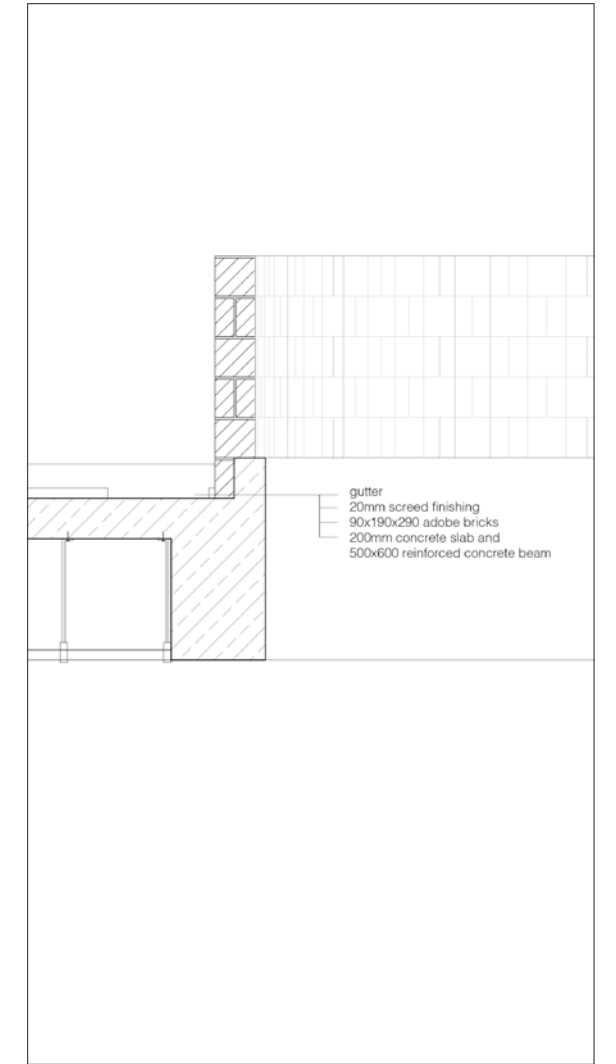 gutter
20mm screed finishing
90x190x290 adobe bricks
200mm concrete slab and
500x600 reinforced concrete beam